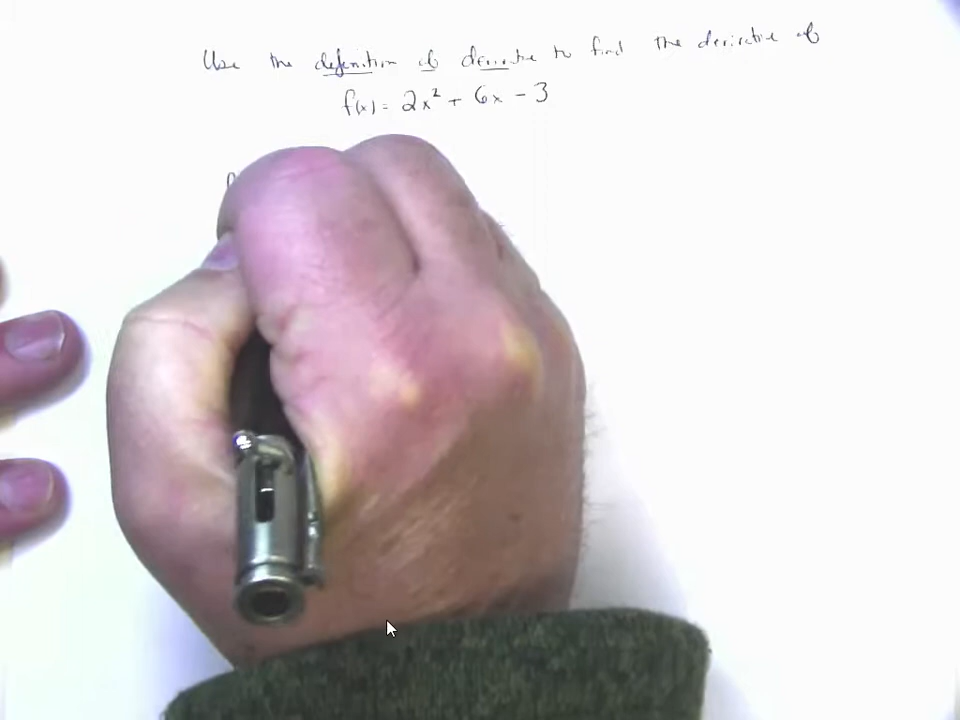 Use the definition of derivative to find the derivative of
f(x) = 2x² + 6x - 3